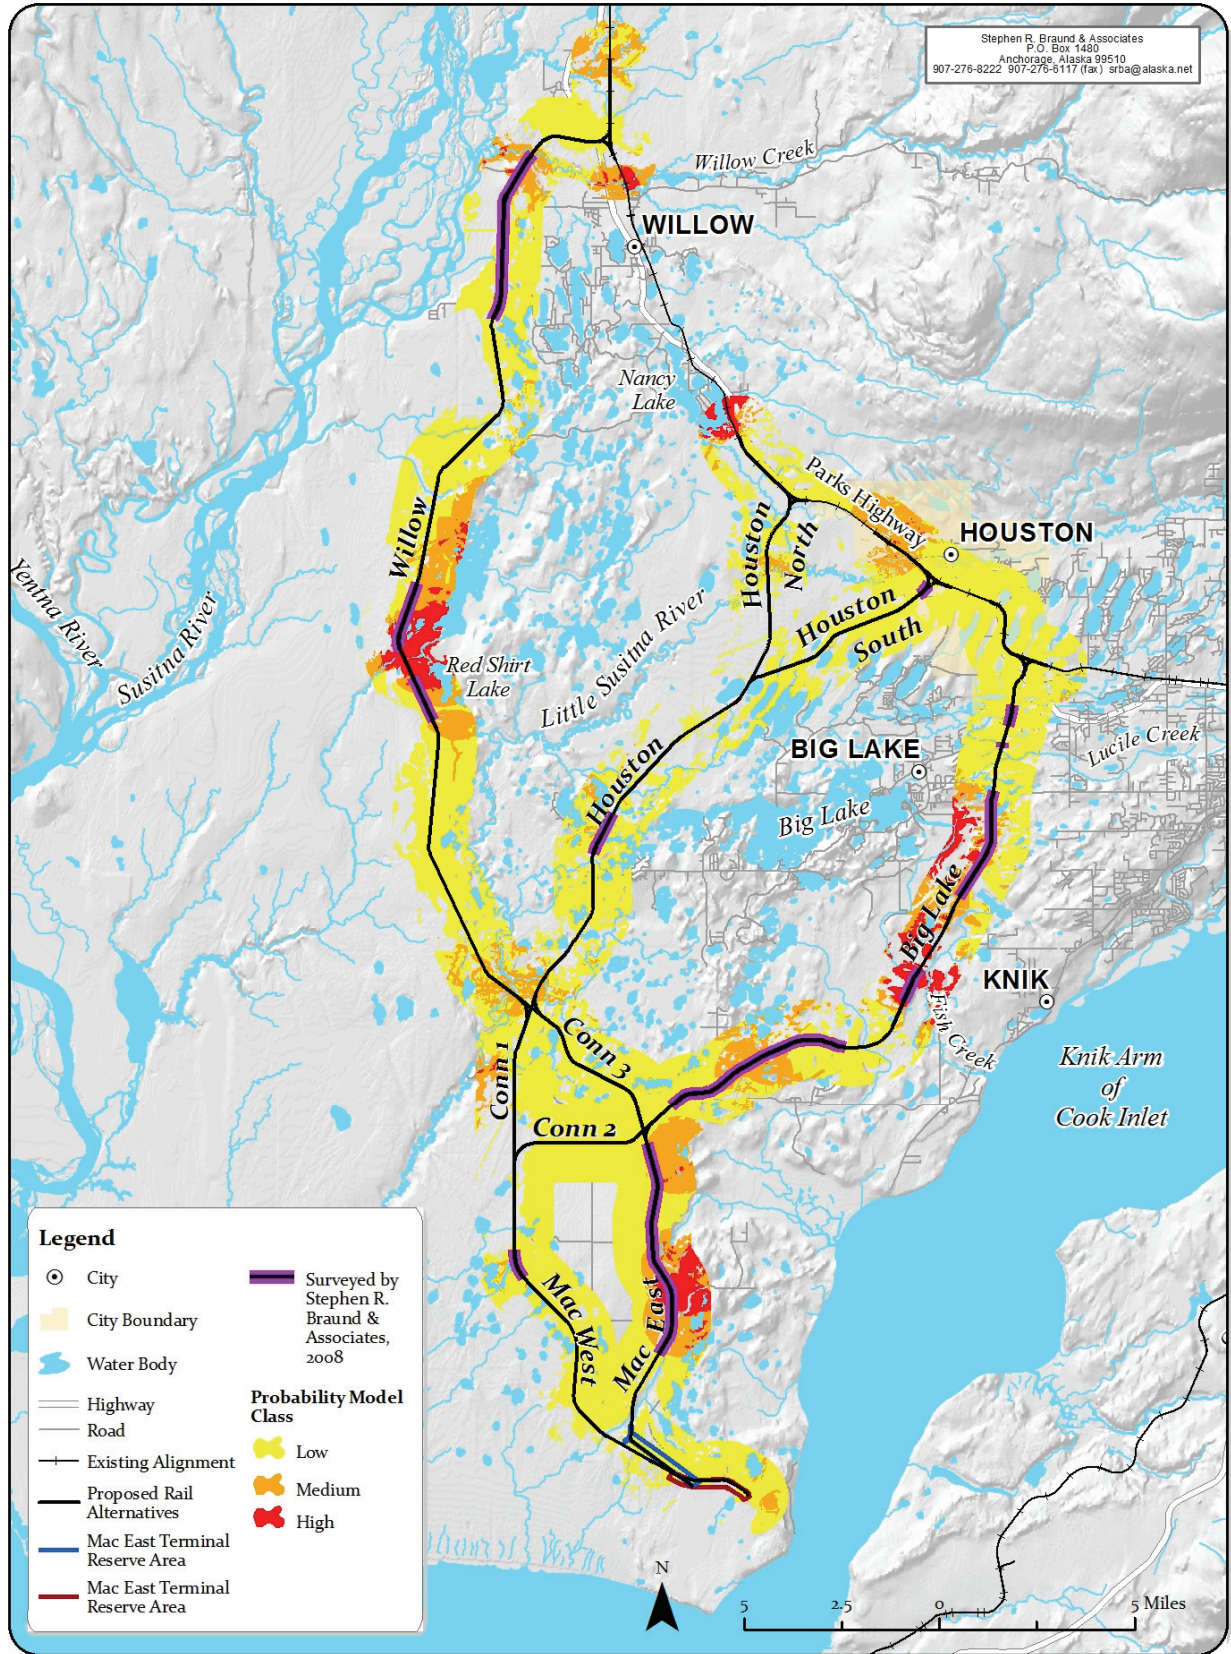 Stephen R. Braund & Associates
P.O. Box 1480
Anchorage, Alaska 99510
907-276-8222 907-276-6117 (fax) srba@alaska.net
Willow Creek
WILLOW
Nancy
Lake
Parks Highway
HOUSTON
Houston
North
Willow
Houston
South
Yentna River
Susitna River
Little Susitna River
Red Shirt
Lake
Lucile Creek
BIG LAKE
Houston
Big Lake
Big Lake
KNIK
Fish Creek
Knik Arm
of
Cook Inlet
Conn 3
Conn 1
Conn 2
Mac West
Mac East
Legend
City
City Boundary
Water Body
Highway
Road
Existing Alignment
Proposed Rail
Alternatives
Mac East Terminal
Reserve Area
Mac East Terminal
Reserve Area
Surveyed by
Stephen R.
Braund &
Associates,
2008
Probability Model
Class
Low
Medium
High
N
5 2.5 0 5 Miles